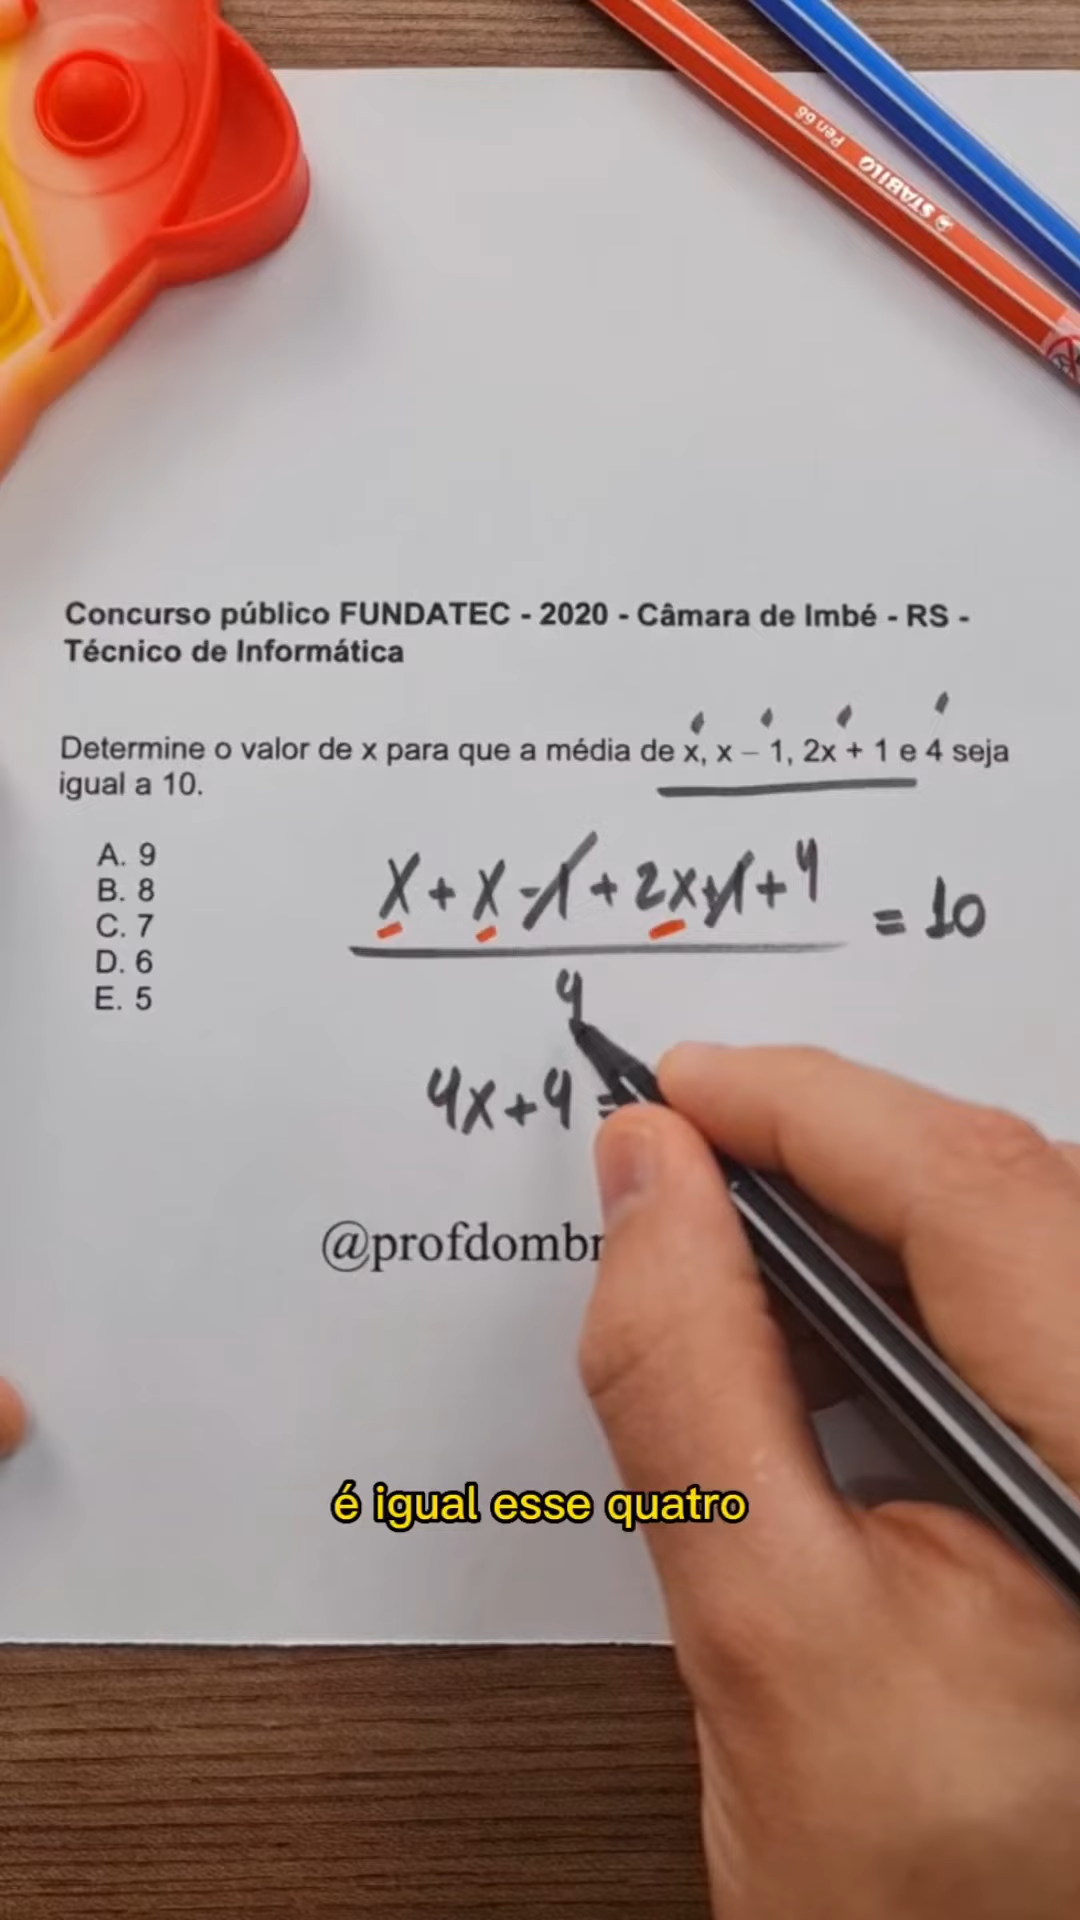 Pen 68 STABILO
Concurso público FUNDATEC - 2020 - Câmara de Imbé - RS -
Técnico de Informática
Determine o valor de x para que a média de x, x – 1, 2x + 1 e 4 seja
igual a 10.
A. 9
B. 8
C. 7
D. 6
E. 5
x + x - 1 + 2x + 1 + 4 = 10
4
4x + 4 =
@profdombr
é igual esse quatro